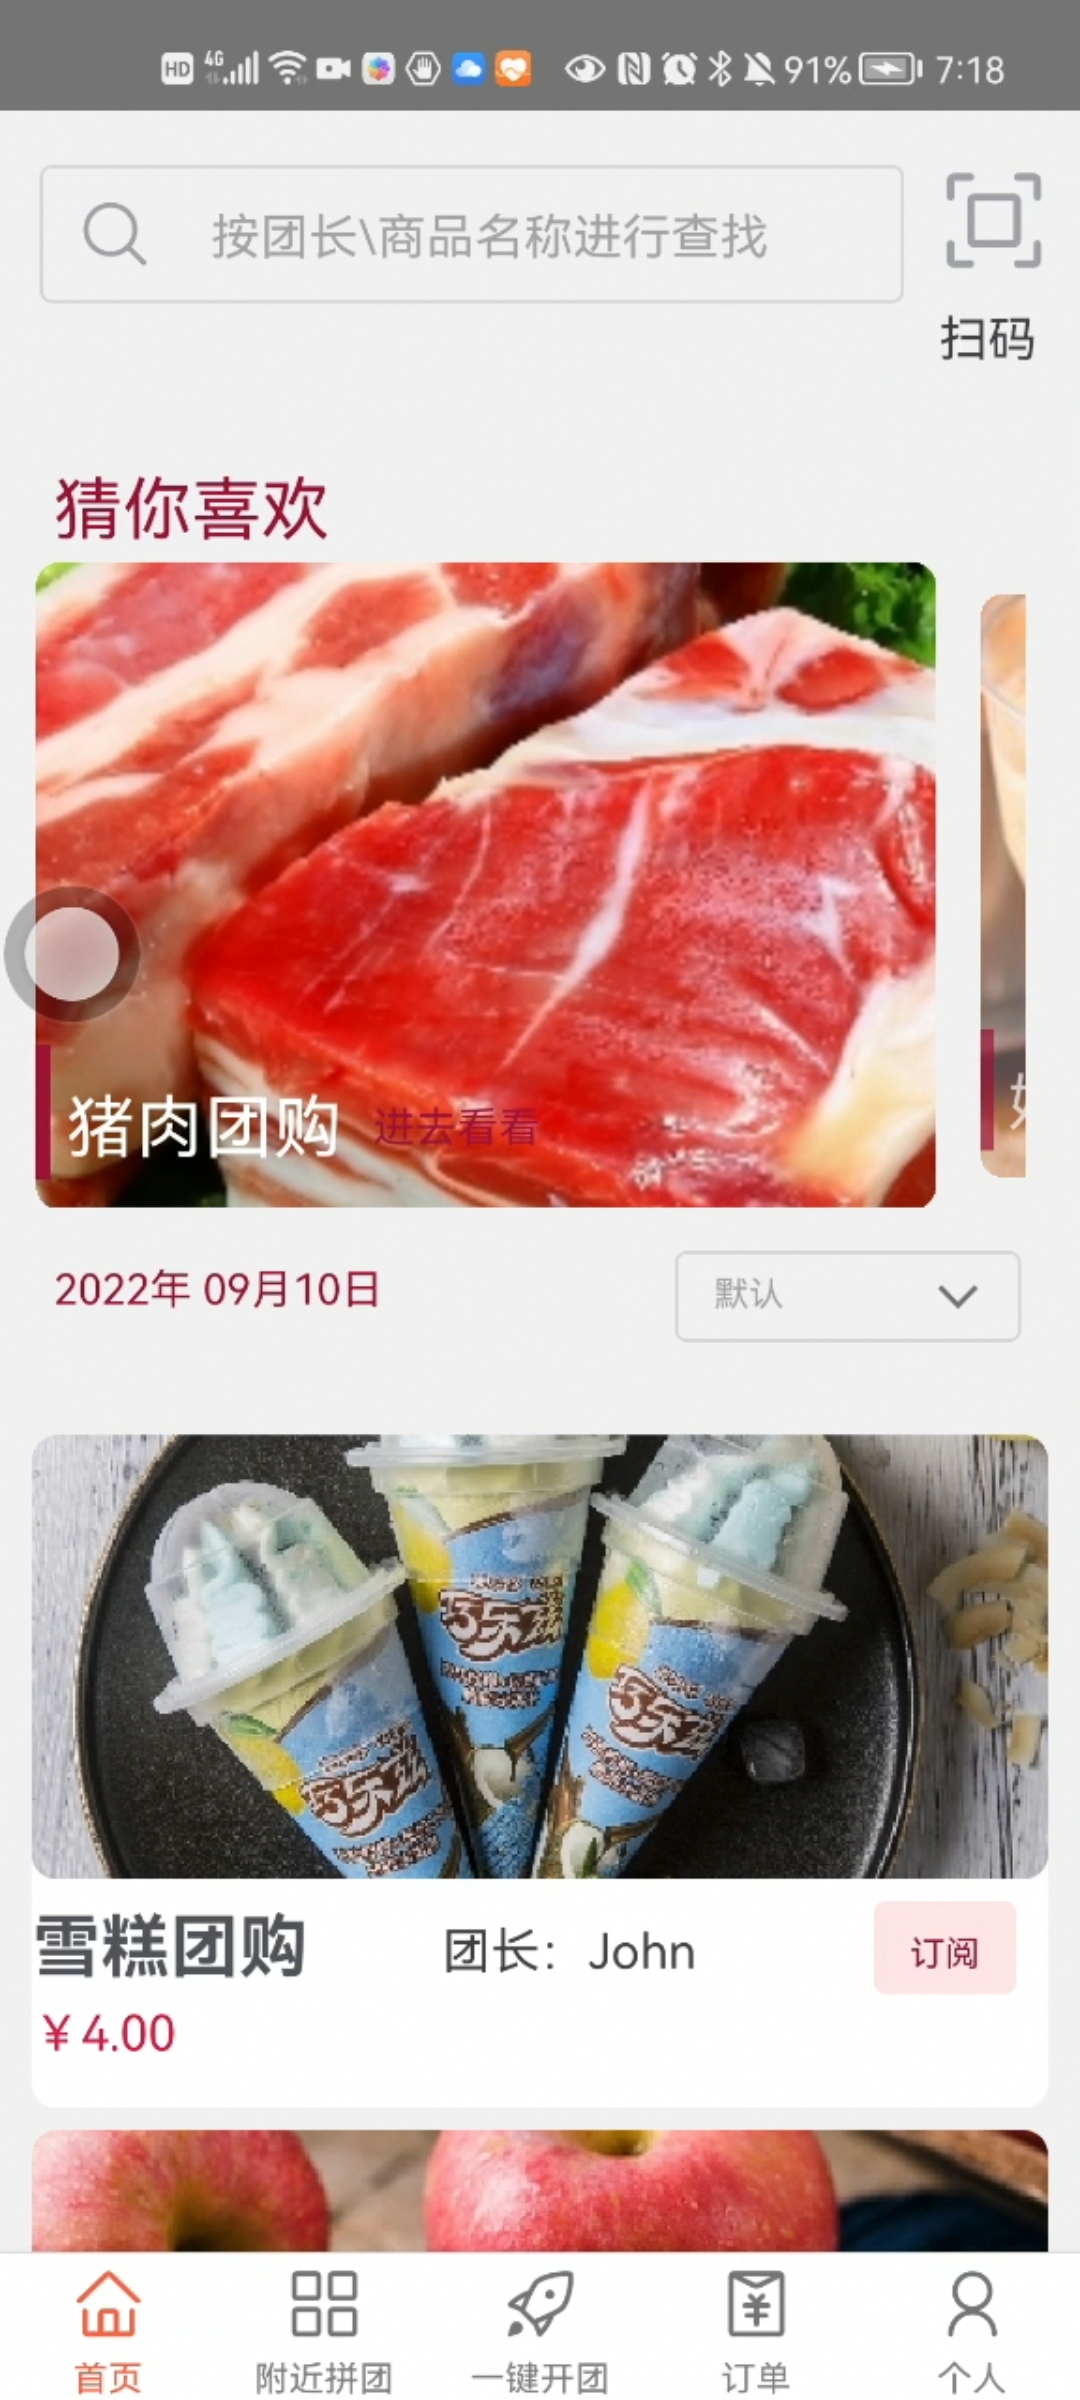 HD 4G 91% 7:18
按团长\商品名称进行查找
扫码
猜你喜欢
猪肉团购 进去看看
2022年 09月10日
默认
巧乐兹
雪糕团购 团长：John 订阅
¥ 4.00
首页 附近拼团 一键开团 订单 个人